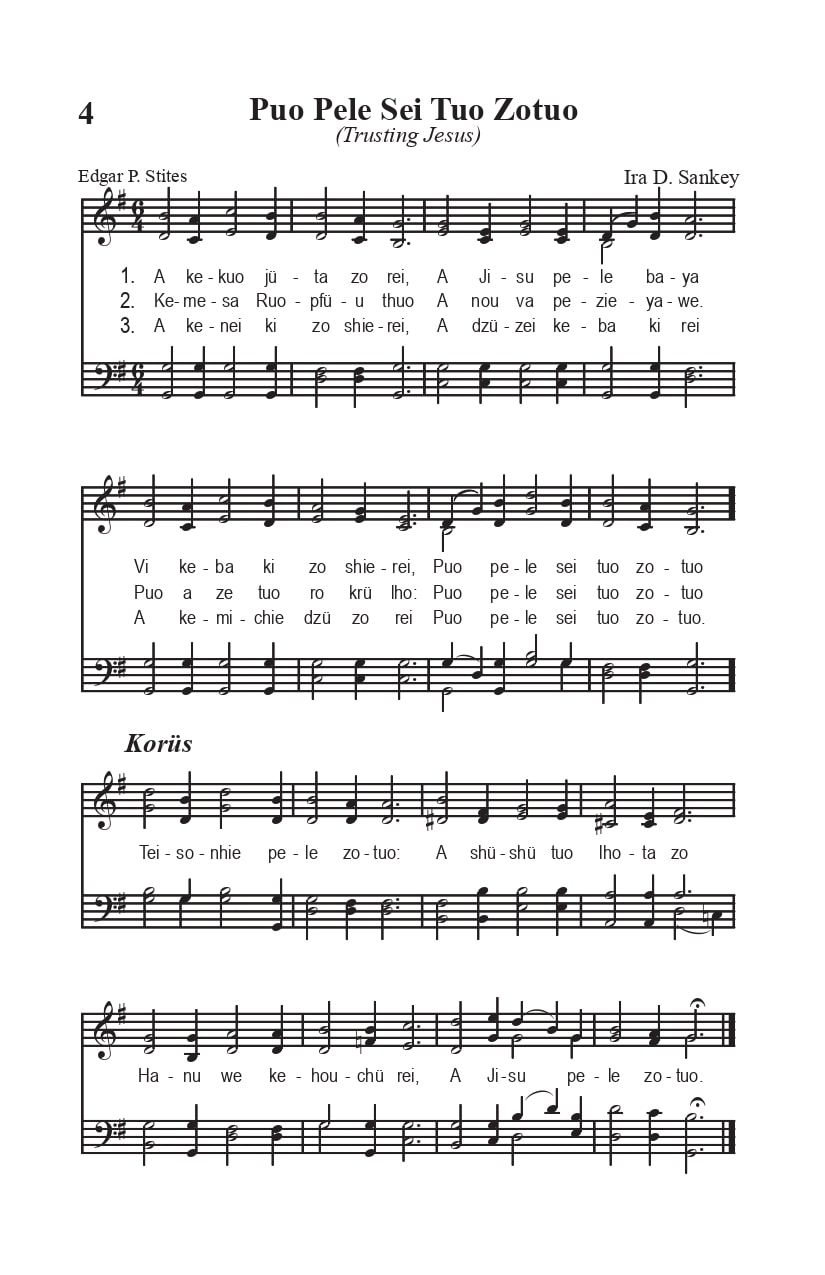 4
Puo Pele Sei Tuo Zotuo
(Trusting Jesus)
Edgar P. Stites
Ira D. Sankey
1. A ke-kuo jü - ta zo rei, A Ji - su pe - le ba-ya
2. Ke-me-sa Ruo-pfü-u thuo A nou va pe-zie-ya-we.
3. A ke-nei ki zo shie-rei, A dzü-zei ke-ba ki rei
Vi ke-ba ki zo shie-rei, Puo pe-le sei tuo zo-tuo
Puo a ze tuo ro krü lho: Puo pe-le sei tuo zo-tuo
A ke-mi-chie dzü zo rei Puo pe-le sei tuo zo-tuo.
Korüs
Tei-so-nhie pe-le zo-tuo: A shü-shü tuo lho-ta zo
Ha-nu we ke-hou-chü rei, A Ji-su pe-le zo-tuo.